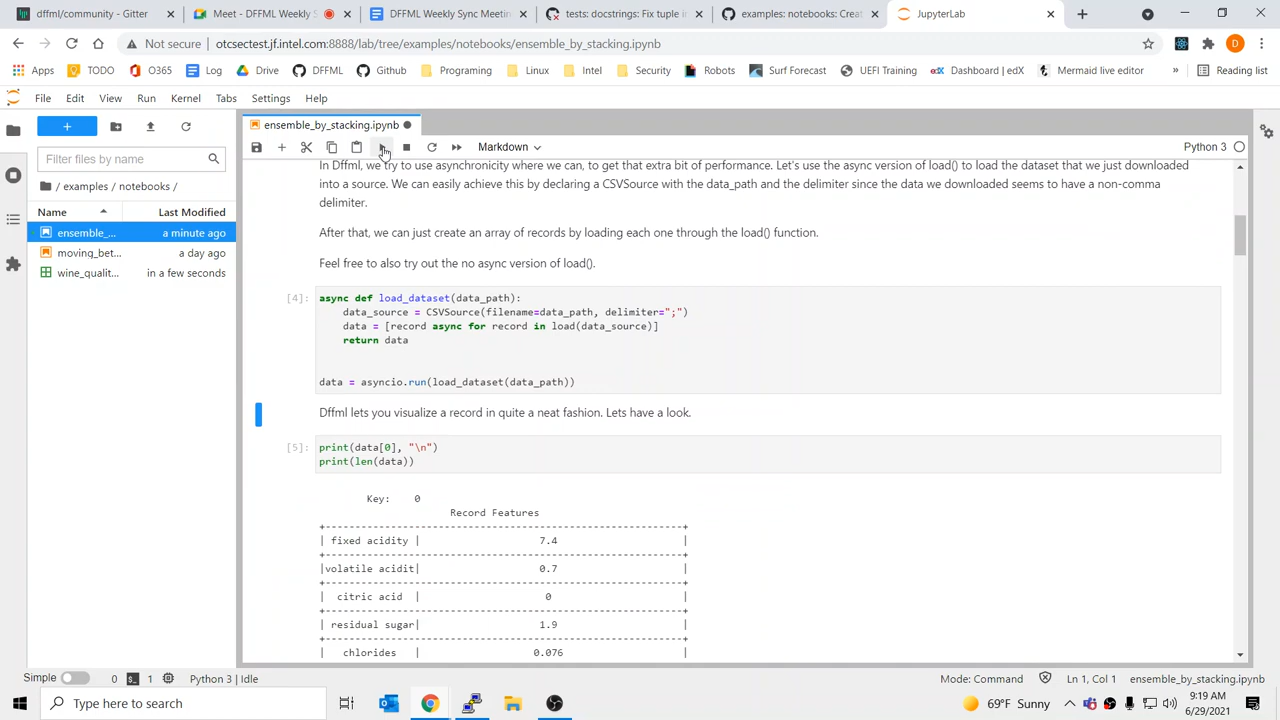 dffml/community - Gitter
Meet - DFFML Weekly S
DFFML Weekly Sync Meetin
tests: docstrings: Fix tuple i
examples: notebooks: Creat
JupyterLab
Not secure
otcsectest.jf.intel.com:8888/lab/tree/examples/notebooks/ensemble_by_stacking.ipynb
D
Apps
TODO
O365
Log
Drive
DFFML
Github
Programing
Linux
Intel
Security
Robots
Surf Forecast
UEFI Training
edX
Dashboard | edX
Mermaid live editor
»
Reading list
File
Edit
View
Run
Kernel
Tabs
Settings
Help
ensemble_by_stacking.ipynb
Markdown
Python 3
Filter files by name
/ examples / notebooks /
Name
Last Modified
ensemble_...
a minute ago
moving_bet...
a day ago
wine_qualit...
in a few seconds
In Dffml, we try to use asynchronicity where we can, to get that extra bit of performance. Let's use the async version of load() to load the dataset that we just downloaded
into a source. We can easily achieve this by declaring a CSVSource with the data_path and the delimiter since the data we downloaded seems to have a non-comma
delimiter.
After that, we can just create an array of records by loading each one through the load() function.
Feel free to also try out the no async version of load().
[4]:
async def load_dataset(data_path):
data_source = CSVSource(filename=data_path, delimiter=";")
data = [record async for record in load(data_source)]
return data
data = asyncio.run(load_dataset(data_path))
Dffml lets you visualize a record in quite a neat fashion. Lets have a look.
[5]:
print(data[0], "\n")
print(len(data))
Key: 0
Record Features
+----------------------------------------------------------------------+
| fixed acidity | 7.4 |
+----------------------------------------------------------------------+
|volatile acidit| 0.7 |
+----------------------------------------------------------------------+
| citric acid | 0 |
+----------------------------------------------------------------------+
| residual sugar| 1.9 |
+----------------------------------------------------------------------+
| chlorides | 0.076 |
Simple
0
1
Python 3 | Idle
Mode: Command
Ln 1, Col 1
ensemble_by_stacking.ipynb
Type here to search
69°F Sunny
9:19 AM
6/29/2021